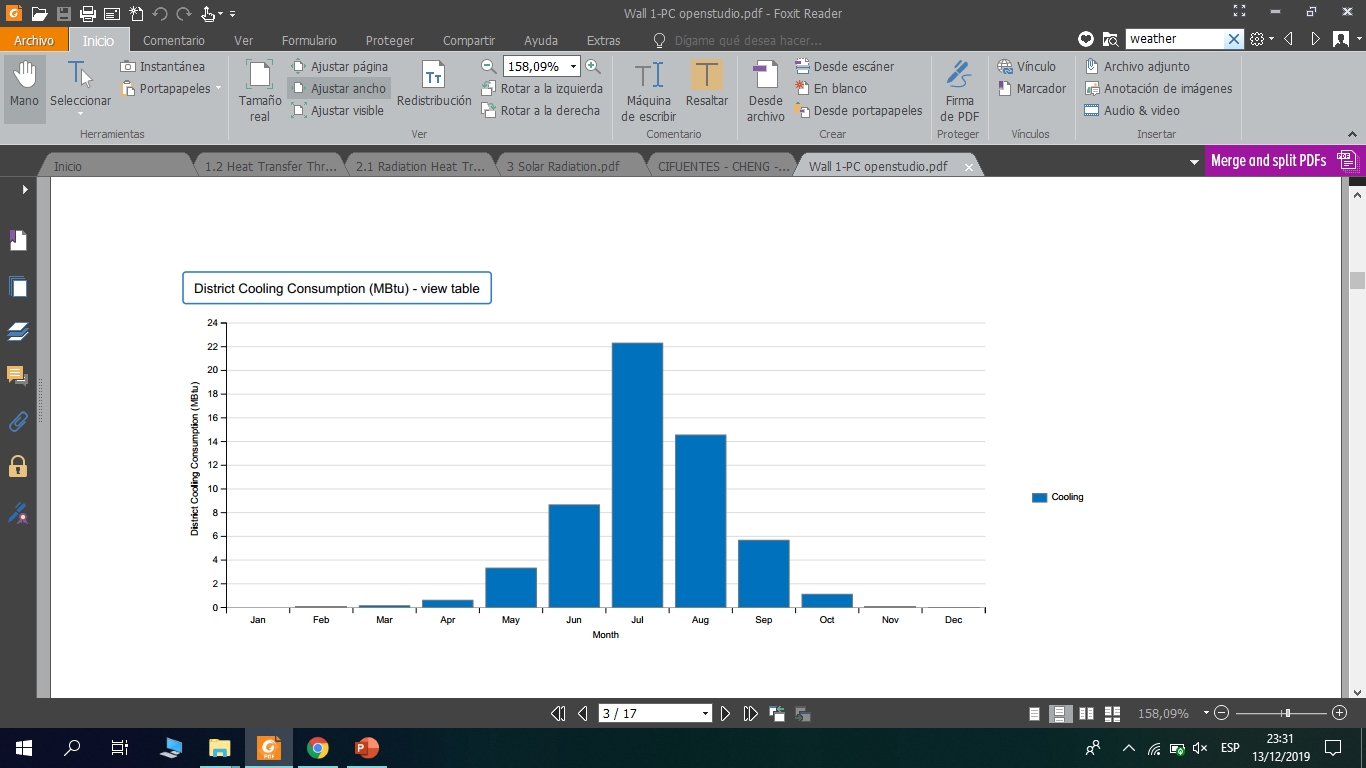 Wall 1-PC openstudio.pdf - Foxit Reader
Archivo Inicio Comentario Ver Formulario Proteger Compartir Ayuda Extras Dígame qué desea hacer... weather
Mano
Seleccionar
Instantánea
Portapapeles
Herramientas
Tamaño
real
Ajustar página
Ajustar ancho
Ajustar visible
Redistribución
158,09%
Rotar a la izquierda
Rotar a la derecha
Ver
Máquina
de escribir
Resaltar
Comentario
Desde
archivo
Desde escáner
En blanco
Desde portapapeles
Crear
Firma
de PDF
Proteger
Vínculo
Marcador
Vínculos
Archivo adjunto
Anotación de imágenes
Audio & video
Insertar
Inicio 1.2 Heat Transfer Thr... 2.1 Radiation Heat Tr... 3 Solar Radiation.pdf CIFUENTES - CHENG -... Wall 1-PC openstudio.pdf Merge and split PDFs
District Cooling Consumption (MBtu) - view table
District Cooling Consumption (MBtu)
24
22
20
18
16
14
12
10
8
6
4
2
0
Jan Feb Mar Apr May Jun Jul Aug Sep Oct Nov Dec
Month
Cooling
3 / 17 158,09%
PDF P ESP 23:31
13/12/2019